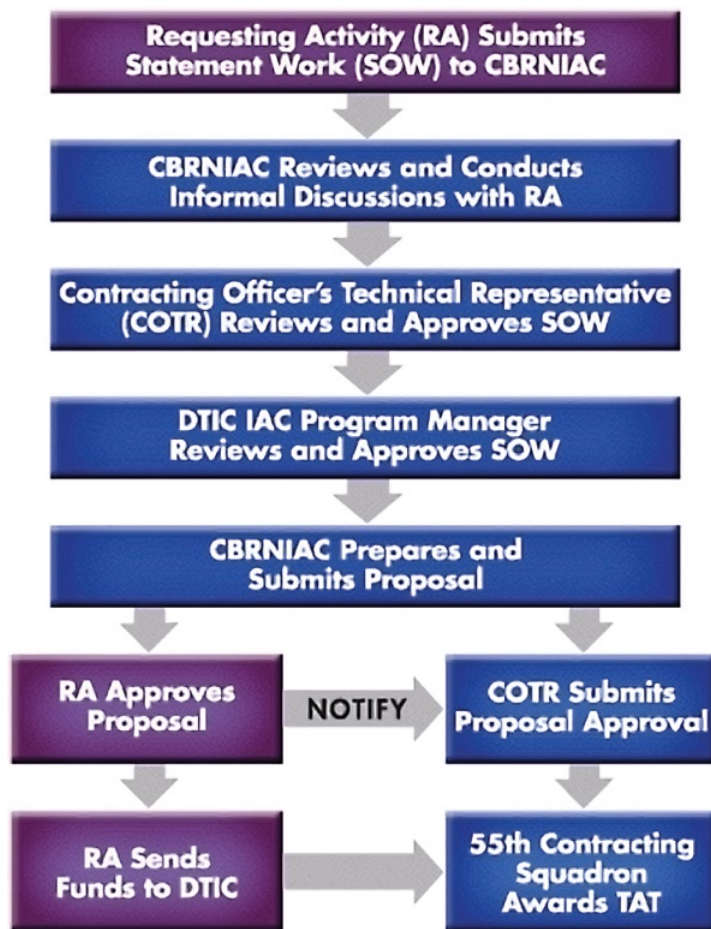 Requesting Activity (RA) Submits
Statement Work (SOW) to CBRNIAC
CBRNIAC Reviews and Conducts
Informal Discussions with RA
Contracting Officer's Technical Representative
(COTR) Reviews and Approves SOW
DTIC IAC Program Manager
Reviews and Approves SOW
CBRNIAC Prepares and
Submits Proposal
RA Approves
Proposal
NOTIFY
COTR Submits
Proposal Approval
RA Sends
Funds to DTIC
55th Contracting
Squadron
Awards TAT